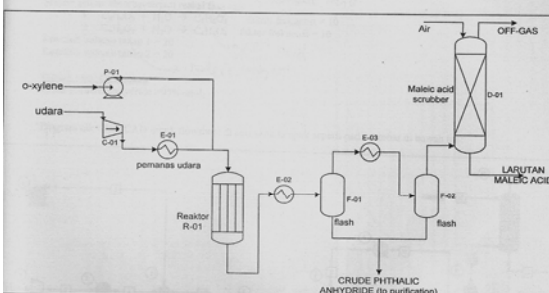 Air
OFF-GAS
P-01
o-xylene
Maleic acid
scrubber
D-01
udara
C-01
E-01
pemanas udara
E-03
E-02
LARUTAN
MALEIC ACID
Reaktor
R-01
F-01
flash
F-02
flash
CRUDE PHTHALIC
ANHYDRIDE (to purification)